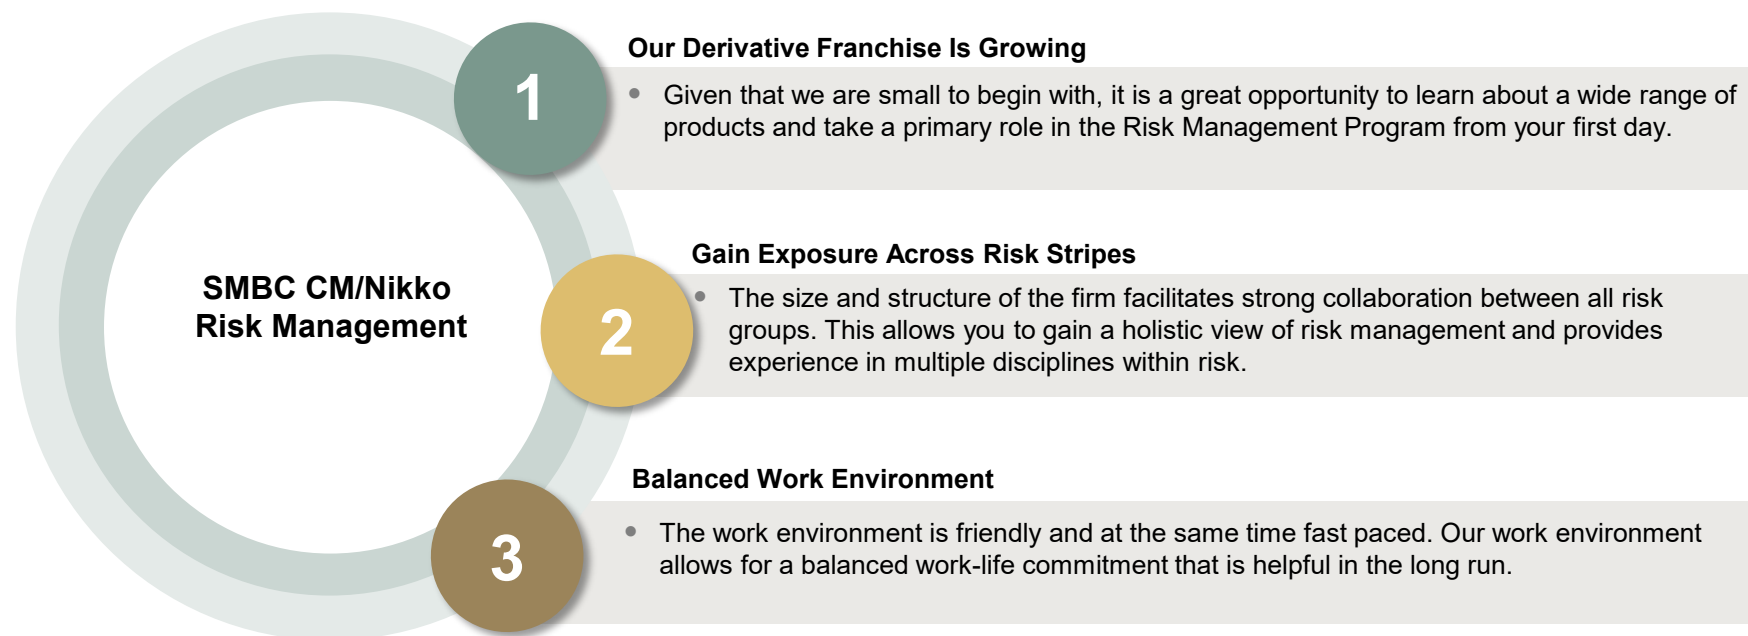 SMBC CM/Nikko
Risk Management
1
Our Derivative Franchise Is Growing
• Given that we are small to begin with, it is a great opportunity to learn about a wide range of
products and take a primary role in the Risk Management Program from your first day.
2
Gain Exposure Across Risk Stripes
• The size and structure of the firm facilitates strong collaboration between all risk
groups. This allows you to gain a holistic view of risk management and provides
experience in multiple disciplines within risk.
3
Balanced Work Environment
• The work environment is friendly and at the same time fast paced. Our work environment
allows for a balanced work-life commitment that is helpful in the long run.